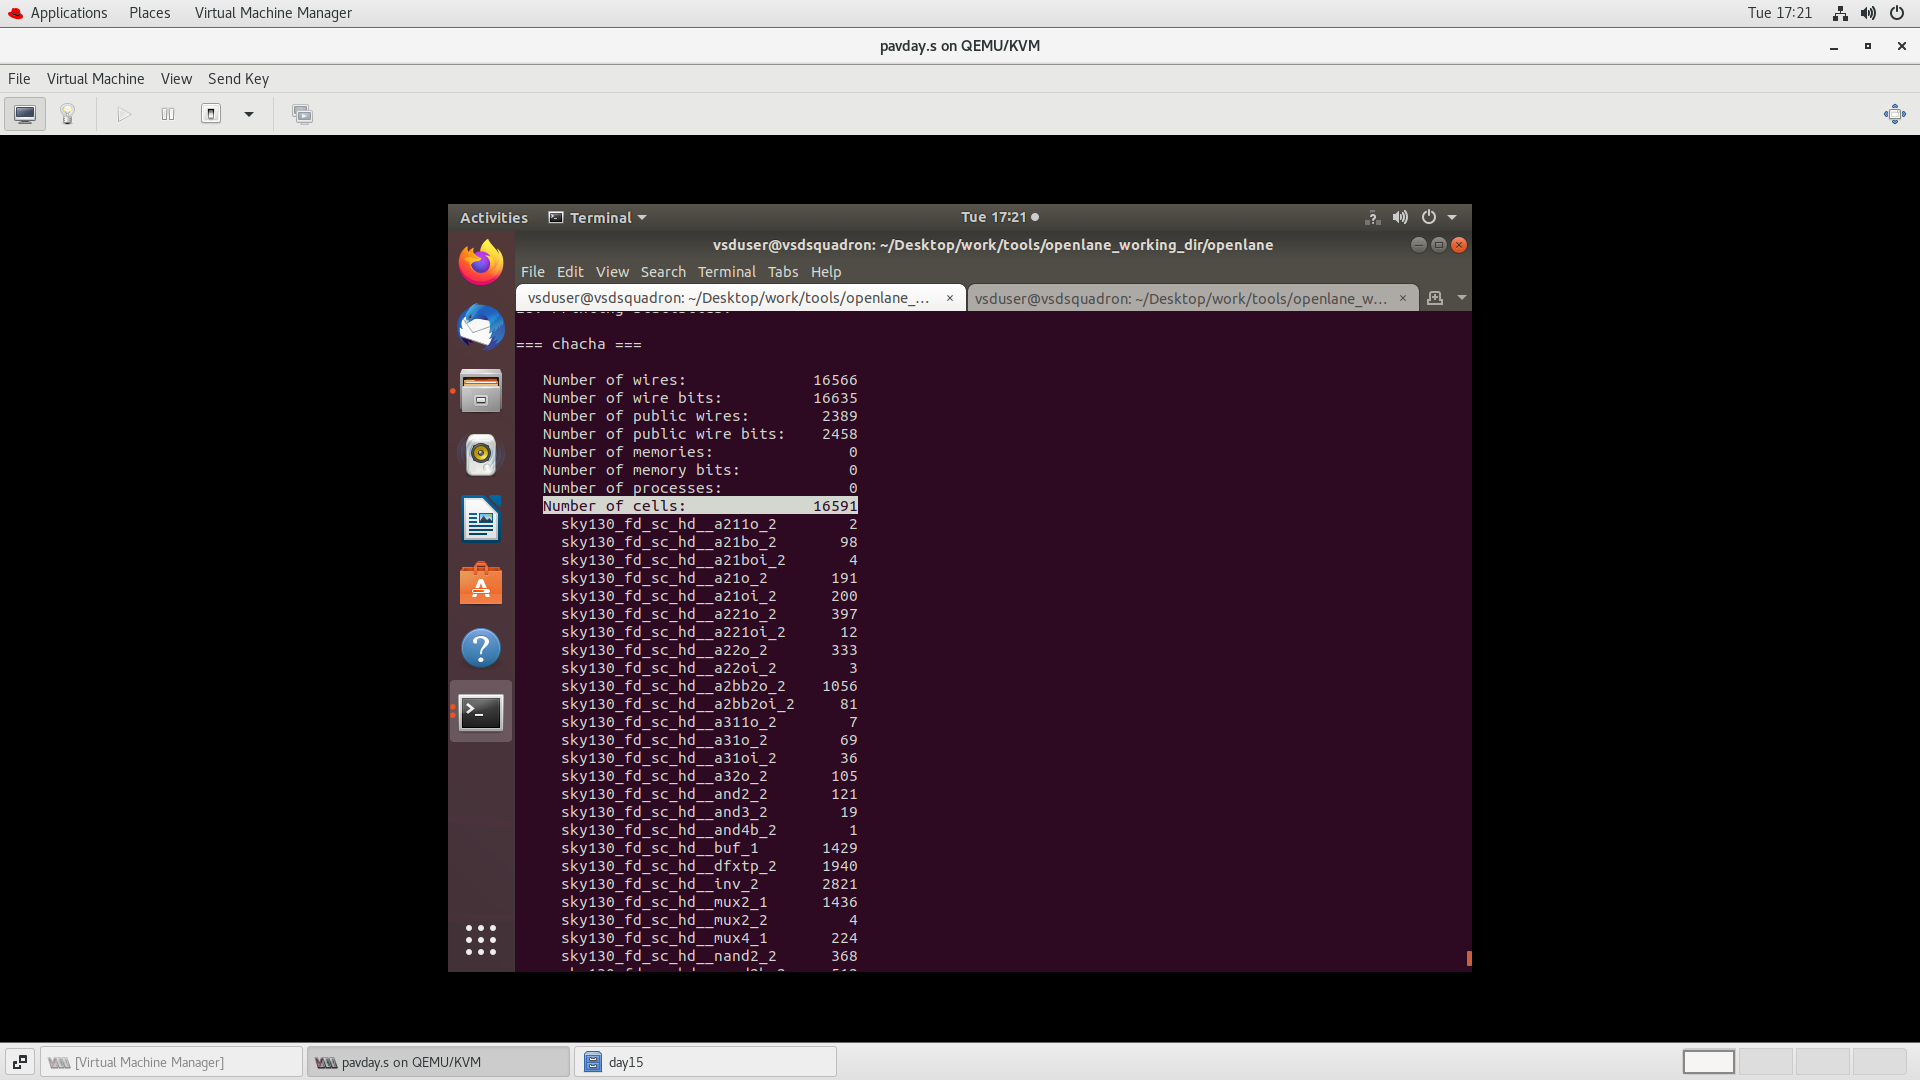 Applications Places Virtual Machine Manager Tue 17:21
pavday.s on QEMU/KVM
File Virtual Machine View Send Key
Activities Terminal Tue 17:21
vsduser@vsdsquadron: ~/Desktop/work/tools/openlane_working_dir/openlane
File Edit View Search Terminal Tabs Help
vsduser@vsdsquadron: ~/Desktop/work/tools/openlane_... × vsduser@vsdsquadron: ~/Desktop/work/tools/openlane_w... ×
=== chacha ===
Number of wires: 16566
Number of wire bits: 16635
Number of public wires: 2389
Number of public wire bits: 2458
Number of memories: 0
Number of memory bits: 0
Number of processes: 0
Number of cells: 16591
sky130_fd_sc_hd__a211o_2 2
sky130_fd_sc_hd__a21bo_2 98
sky130_fd_sc_hd__a21boi_2 4
sky130_fd_sc_hd__a21o_2 191
sky130_fd_sc_hd__a21oi_2 200
sky130_fd_sc_hd__a221o_2 397
sky130_fd_sc_hd__a221oi_2 12
sky130_fd_sc_hd__a22o_2 333
sky130_fd_sc_hd__a22oi_2 3
sky130_fd_sc_hd__a2bb2o_2 1056
sky130_fd_sc_hd__a2bb2oi_2 81
sky130_fd_sc_hd__a311o_2 7
sky130_fd_sc_hd__a31o_2 69
sky130_fd_sc_hd__a31oi_2 36
sky130_fd_sc_hd__a32o_2 105
sky130_fd_sc_hd__and2_2 121
sky130_fd_sc_hd__and3_2 19
sky130_fd_sc_hd__and4b_2 1
sky130_fd_sc_hd__buf_1 1429
sky130_fd_sc_hd__dfxtp_2 1940
sky130_fd_sc_hd__inv_2 2821
sky130_fd_sc_hd__mux2_1 1436
sky130_fd_sc_hd__mux2_2 4
sky130_fd_sc_hd__mux4_1 224
sky130_fd_sc_hd__nand2_2 368
[Virtual Machine Manager] pavday.s on QEMU/KVM day15